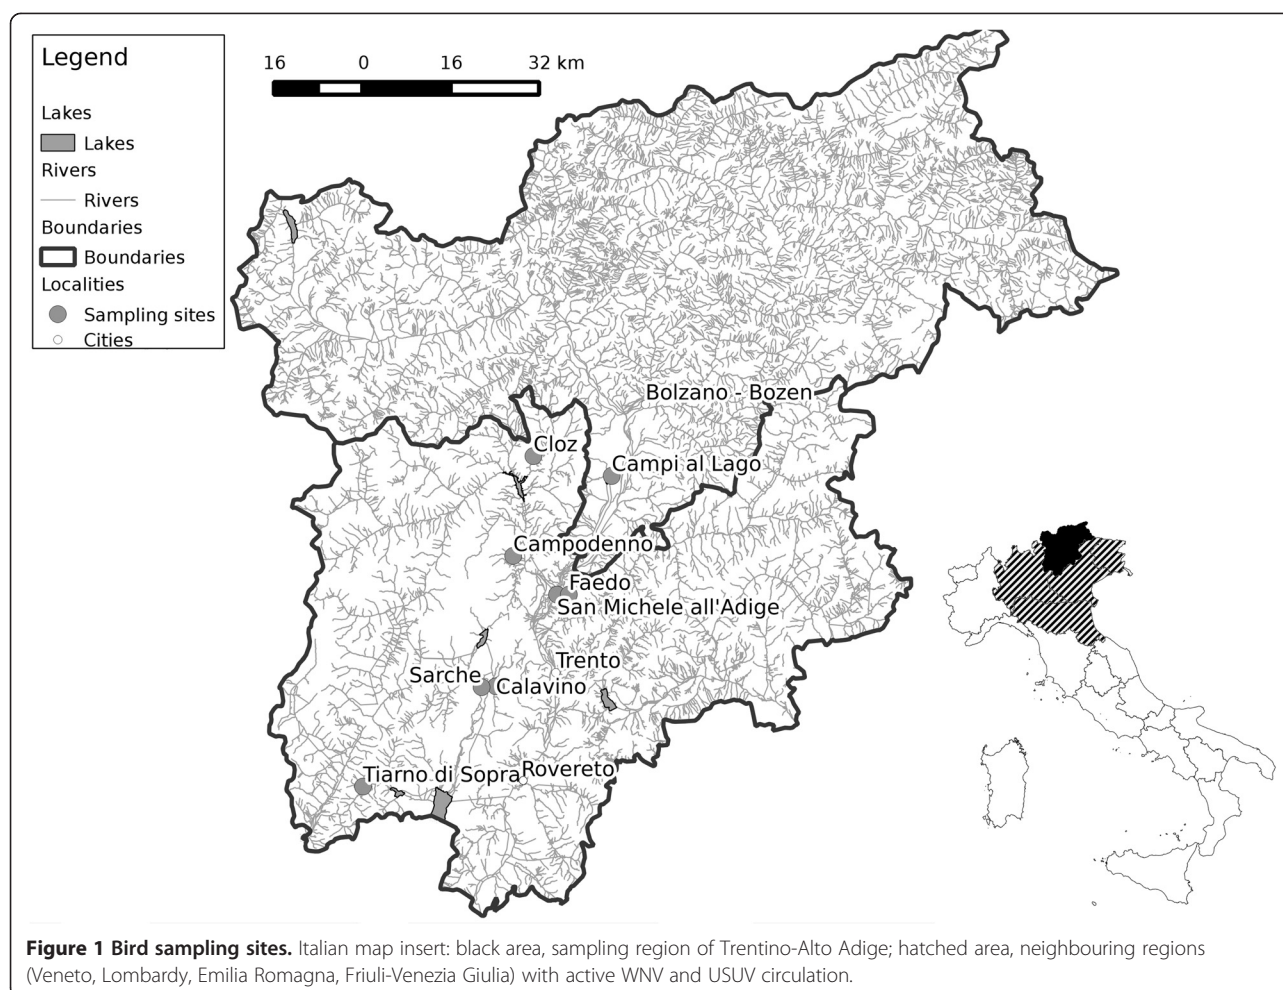 Legend
Lakes
Lakes
Rivers
Rivers
Boundaries
Boundaries
Localities
Sampling sites
Cities
16 0 16 32 km
Bolzano - Bozen
Cloz
Campi al Lago
Campodenno
Faedo
San Michele all'Adige
Trento
Sarche
Calavino
Tiarno di Sopra
Rovereto
Figure 1 Bird sampling sites. Italian map insert: black area, sampling region of Trentino-Alto Adige; hatched area, neighbouring regions
(Veneto, Lombardy, Emilia Romagna, Friuli-Venezia Giulia) with active WNV and USUV circulation.